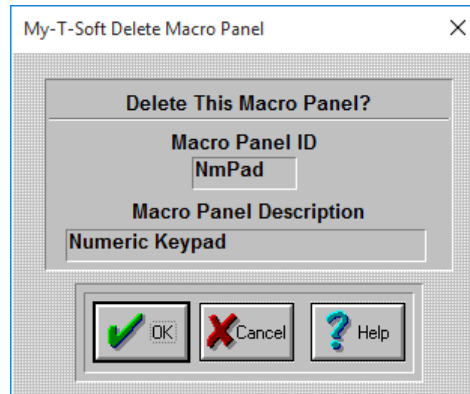 My-T-Soft Delete Macro Panel
Delete This Macro Panel?
Macro Panel ID
NmPad
Macro Panel Description
Numeric Keypad
OK Cancel Help